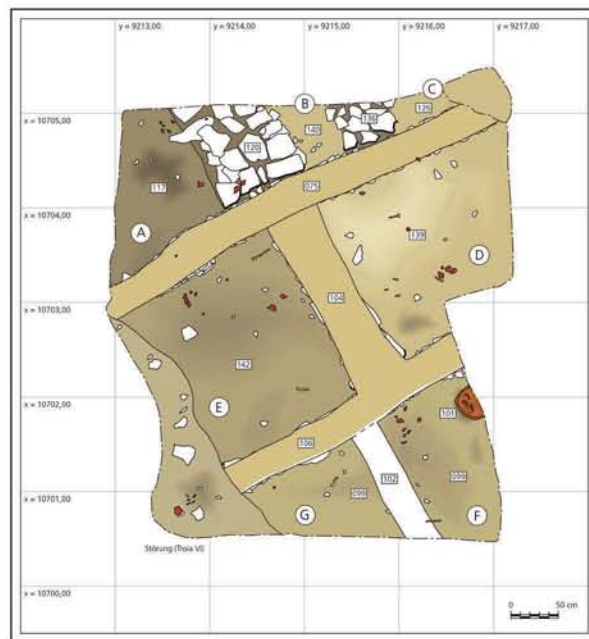 y = 9213,00 y = 9214,00 y = 9215,00 y = 9216,00 y = 9217,00
C
B
x = 10705,00
126
140
136
120
117
075
x = 10704,00
A
139
D
x = 10703,00
104
142
x = 10702,00
E
101
106
099
102
099
x = 10701,00
G
F
Störung (Troia VI)
x = 10700,00
0 50 cm